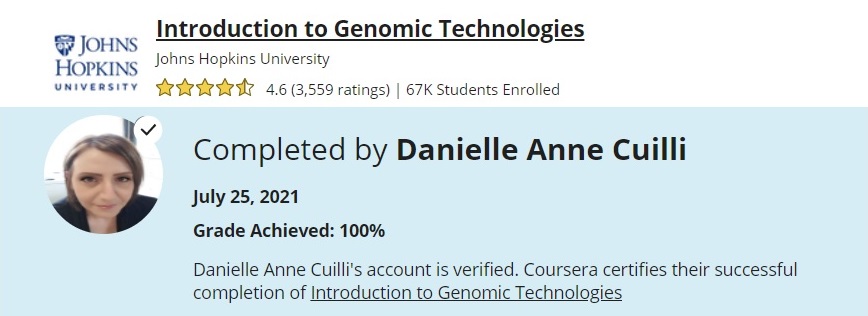 JOHNS
HOPKINS
UNIVERSITY
Introduction to Genomic Technologies
Johns Hopkins University
4.6 (3,559 ratings) | 67K Students Enrolled
Completed by Danielle Anne Cuilli
July 25, 2021
Grade Achieved: 100%
Danielle Anne Cuilli's account is verified. Coursera certifies their successful
completion of Introduction to Genomic Technologies